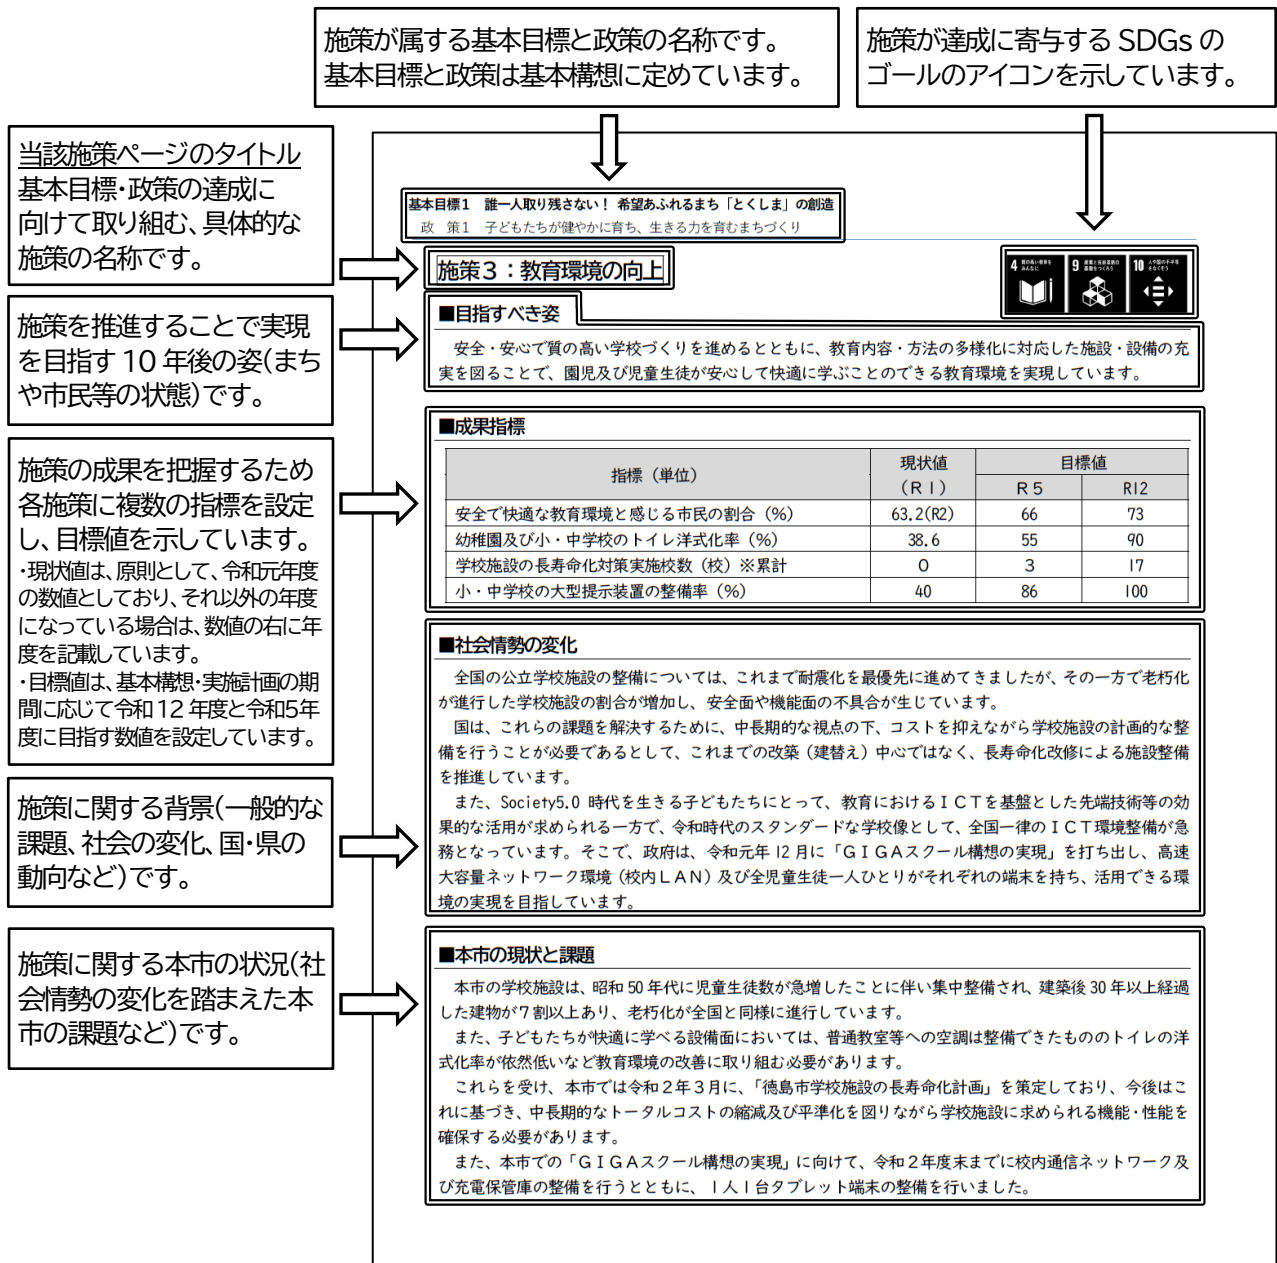 施策が属する基本目標と政策の名称です。
基本目標と政策は基本構想に定めています。
施策が達成に寄与する SDGs の
ゴールのアイコンを示しています。
当該施策ページのタイトル
基本目標・政策の達成に
向けて取り組む、具体的な
施策の名称です。
基本目標1 誰一人取り残さない! 希望あふれるまち「とくしま」の創造
政 策1 子どもたちが健やかに育ち、生きる力を育むまちづくり
施策3:教育環境の向上
4 質の高い教育を
みんなに
9 産業と技術革新の
基盤をつくろう
10 人や国の不平等
をなくそう
施策を推進することで実現
を目指す 10 年後の姿(まち
や市民等の状態)です。
■目指すべき姿
安全・安心で質の高い学校づくりを進めるとともに、教育内容・方法の多様化に対応した施設・設備の充
実を図ることで、園児及び児童生徒が安心して快適に学ぶことのできる教育環境を実現しています。
施策の成果を把握するため
各施策に複数の指標を設定
し、目標値を示しています。
・現状値は、原則として、令和元年度
の数値としており、それ以外の年度
になっている場合は、数値の右に年
度を記載しています。
・目標値は、基本構想・実施計画の期
間に応じて令和 12 年度と令和5年
度に目指す数値を設定しています。
■成果指標
指標(単位) 現状値 目標値
(R1) R5 R12
安全で快適な教育環境と感じる市民の割合(%) 63.2(R2) 66 73
幼稚園及び小・中学校のトイレ洋式化率(%) 38.6 55 90
学校施設の長寿命化対策実施校数(校)※累計 0 3 17
小・中学校の大型提示装置の整備率(%) 40 86 100
施策に関する背景(一般的な
課題、社会の変化、国・県の
動向など)です。
■社会情勢の変化
全国の公立学校施設の整備については、これまで耐震化を最優先に進めてきましたが、その一方で老朽化
が進行した学校施設の割合が増加し、安全面や機能面の不具合が生じています。
国は、これらの課題を解決するために、中長期的な視点の下、コストを抑えながら学校施設の計画的な整
備を行うことが必要であるとして、これまでの改築(建替え)中心ではなく、長寿命化改修による施設整備
を推進しています。
また、Society5.0 時代を生きる子どもたちにとって、教育におけるICTを基盤とした先端技術等の効
果的な活用が求められる一方で、令和時代のスタンダードな学校像として、全国一律のICT環境整備が急
務となっています。そこで、政府は、令和元年 12 月に「GIGAスクール構想の実現」を打ち出し、高速
大容量ネットワーク環境(校内LAN)及び全児童生徒一人ひとりがそれぞれの端末を持ち、活用できる環
境の実現を目指しています。
施策に関する本市の状況(社
会情勢の変化を踏まえた本
市の課題など)です。
■本市の現状と課題
本市の学校施設は、昭和 50 年代に児童生徒数が急増したことに伴い集中整備され、建築後 30 年以上経過
した建物が7割以上あり、老朽化が全国と同様に進行しています。
また、子どもたちが快適に学べる設備面においては、普通教室等への空調は整備できたもののトイレの洋
式化率が依然低いなど教育環境の改善に取り組む必要があります。
これらを受け、本市では令和2年3月に、「徳島市学校施設の長寿命化計画」を策定しており、今後はこ
れに基づき、中長期的なトータルコストの縮減及び平準化を図りながら学校施設に求められる機能・性能を
確保する必要があります。
また、本市での「GIGAスクール構想の実現」に向けて、令和2年度末までに校内通信ネットワーク及
び充電保管庫の整備を行うとともに、1人1台タブレット端末の整備を行いました。